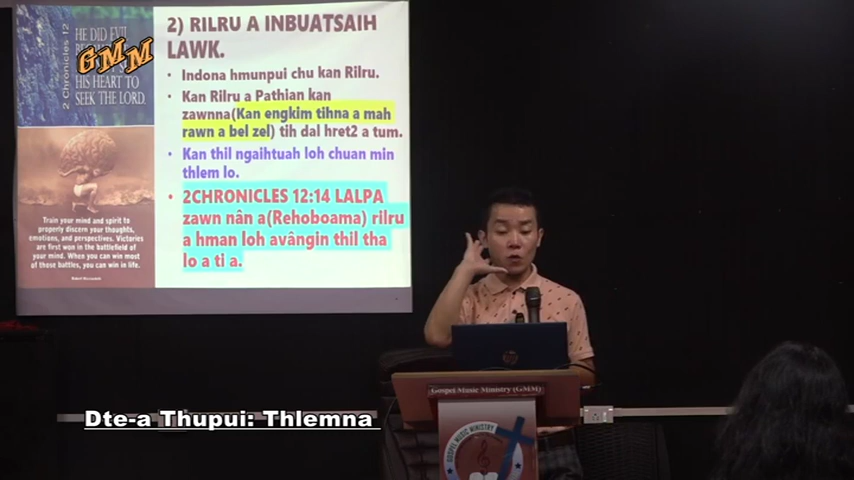 2 Chronicles 12
HE DID EVIL
HIS HEART TO
SEEK THE LORD.
GMM
Train your mind and spirit to
properly discern your thoughts,
emotions, and perspectives. Victories
are first won in the battlefield of
your mind. When you can win most
of those battles, you can win in life.
2) RILRU A INBUATSAIH
LAWK.
• Indona hmunpui chu kan Rilru.
• Kan Rilru a Pathian kan
zawnna(Kan engkim tihna a mah
rawn a bel zel) tih dal hret2 a tum.
• Kan thil ngaihtuah loh chuan min
thlem lo.
• 2CHRONICLES 12:14 LALPA
zawn nân a(Rehoboama) rilru
a hman loh avângin thil tha
lo a ti a.
Gospel Music Ministry (GMM)
GOSPEL MUSIC MINISTRY
Dte-a Thupui: Thlemna